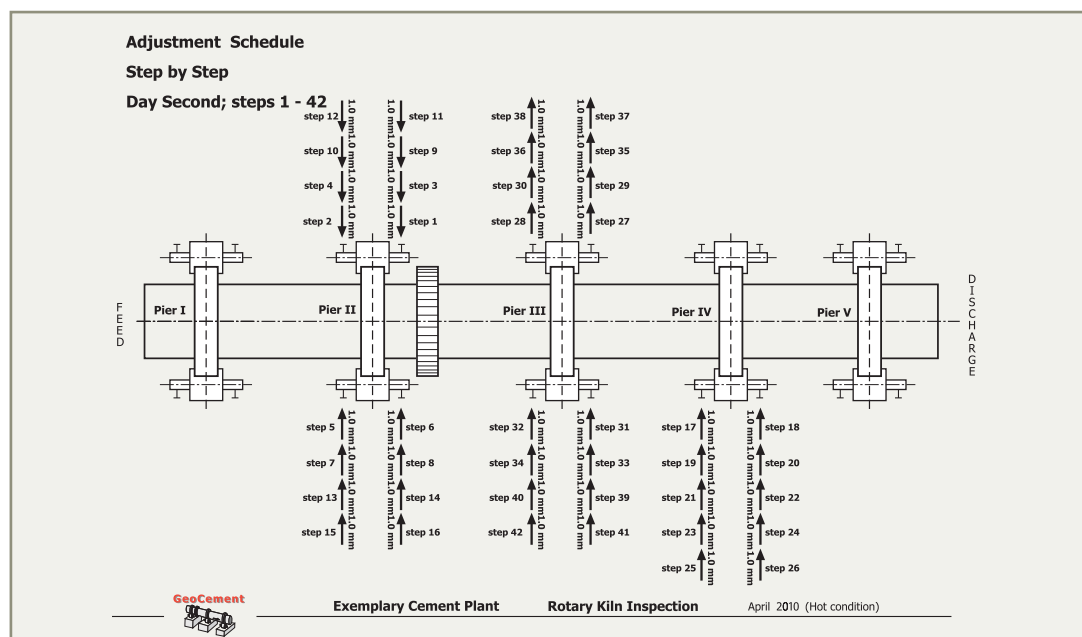 Adjustment Schedule
Step by Step
Day Second; steps 1 - 42
step 12 1.0 mm 1.0 mm step 11 step 38 1.0 mm 1.0 mm step 37
step 10 1.0 mm 1.0 mm step 9 step 36 1.0 mm 1.0 mm step 35
step 4 1.0 mm 1.0 mm step 3 step 30 1.0 mm 1.0 mm step 29
step 2 1.0 mm 1.0 mm step 1 step 28 1.0 mm 1.0 mm step 27
FEED
Pier I Pier II Pier III Pier IV Pier V
DISCHARGE
step 5 1.0 mm 1.0 mm step 6 step 32 1.0 mm 1.0 mm step 31 step 17 1.0 mm 1.0 mm step 18
step 7 1.0 mm 1.0 mm step 8 step 34 1.0 mm 1.0 mm step 33 step 19 1.0 mm 1.0 mm step 20
step 13 1.0 mm 1.0 mm step 14 step 40 1.0 mm 1.0 mm step 39 step 21 1.0 mm 1.0 mm step 22
step 15 1.0 mm 1.0 mm step 16 step 42 1.0 mm 1.0 mm step 41 step 23 1.0 mm 1.0 mm step 24
step 25 1.0 mm 1.0 mm step 26
GeoCement
Exemplary Cement Plant Rotary Kiln Inspection April 2010 (Hot condition)